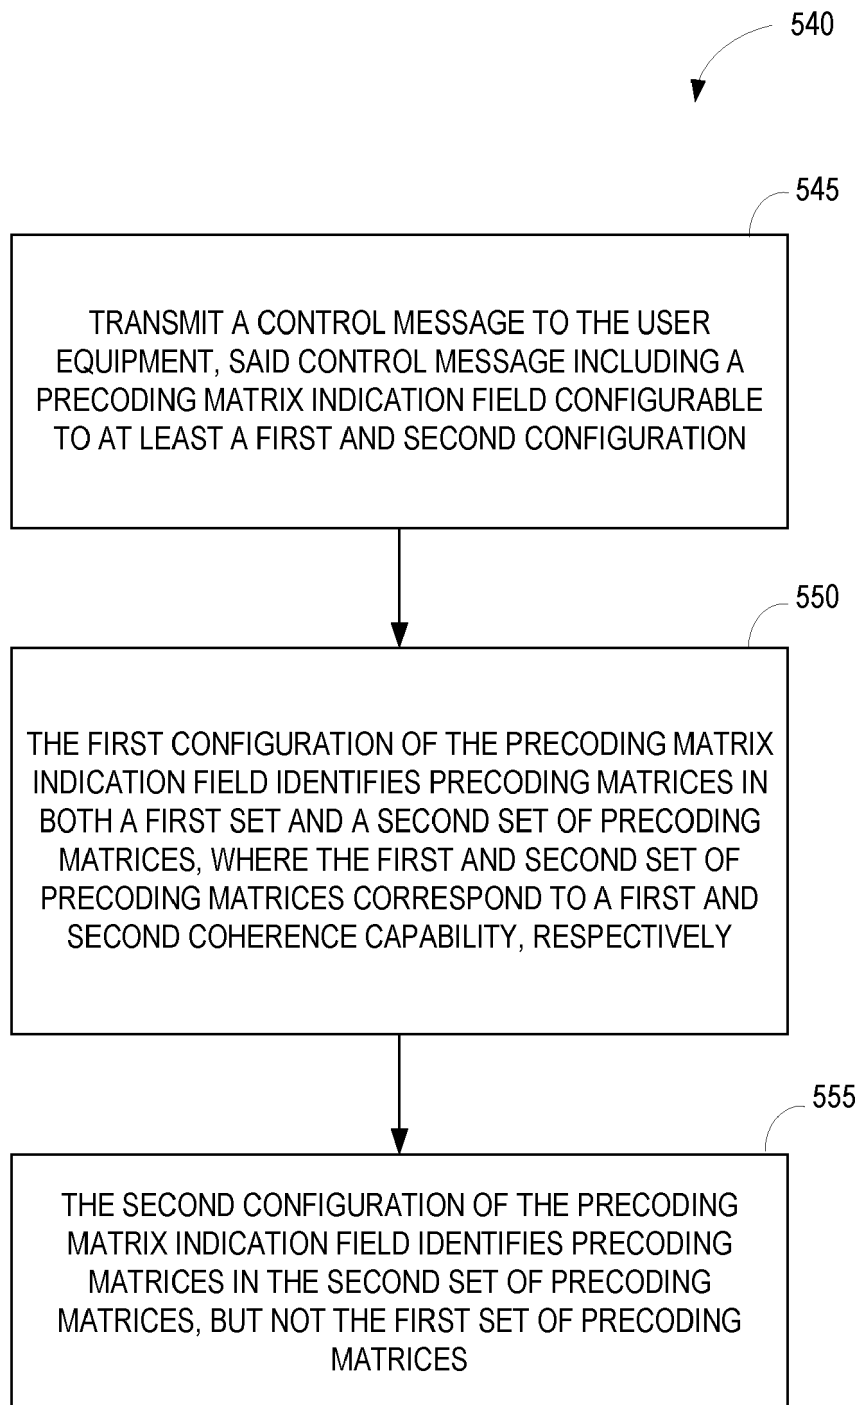 540
545
TRANSMIT A CONTROL MESSAGE TO THE USER
EQUIPMENT, SAID CONTROL MESSAGE INCLUDING A
PRECODING MATRIX INDICATION FIELD CONFIGURABLE
TO AT LEAST A FIRST AND SECOND CONFIGURATION
550
THE FIRST CONFIGURATION OF THE PRECODING MATRIX
INDICATION FIELD IDENTIFIES PRECODING MATRICES IN
BOTH A FIRST SET AND A SECOND SET OF PRECODING
MATRICES, WHERE THE FIRST AND SECOND SET OF
PRECODING MATRICES CORRESPOND TO A FIRST AND
SECOND COHERENCE CAPABILITY, RESPECTIVELY
555
THE SECOND CONFIGURATION OF THE PRECODING
MATRIX INDICATION FIELD IDENTIFIES PRECODING
MATRICES IN THE SECOND SET OF PRECODING
MATRICES, BUT NOT THE FIRST SET OF PRECODING
MATRICES